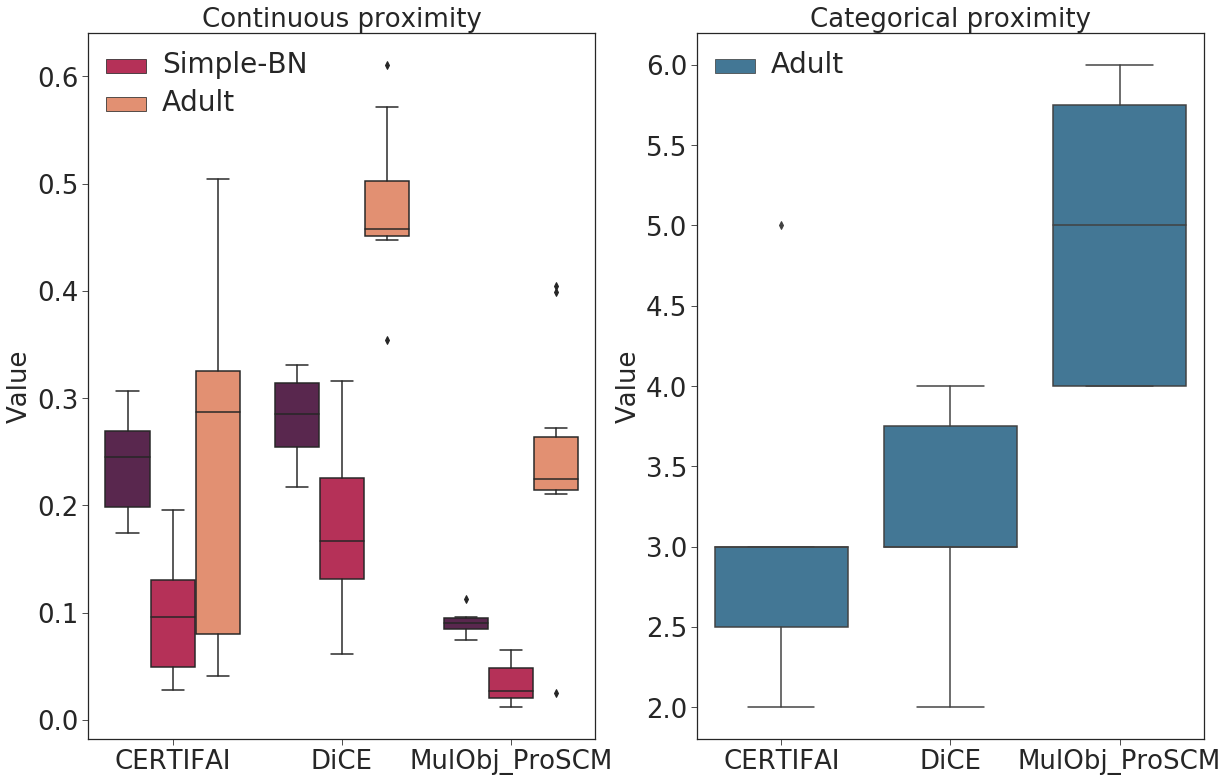 Continuous proximity
Simple-BN
Adult
0.6
0.5
0.4
0.3
0.2
0.1
0.0
Value
CERTIFAI
DiCE
MulObj_ProSCM
Categorical proximity
Adult
6.0
5.5
5.0
4.5
4.0
3.5
3.0
2.5
2.0
Value
CERTIFAI
DiCE
MulObj_ProSCM